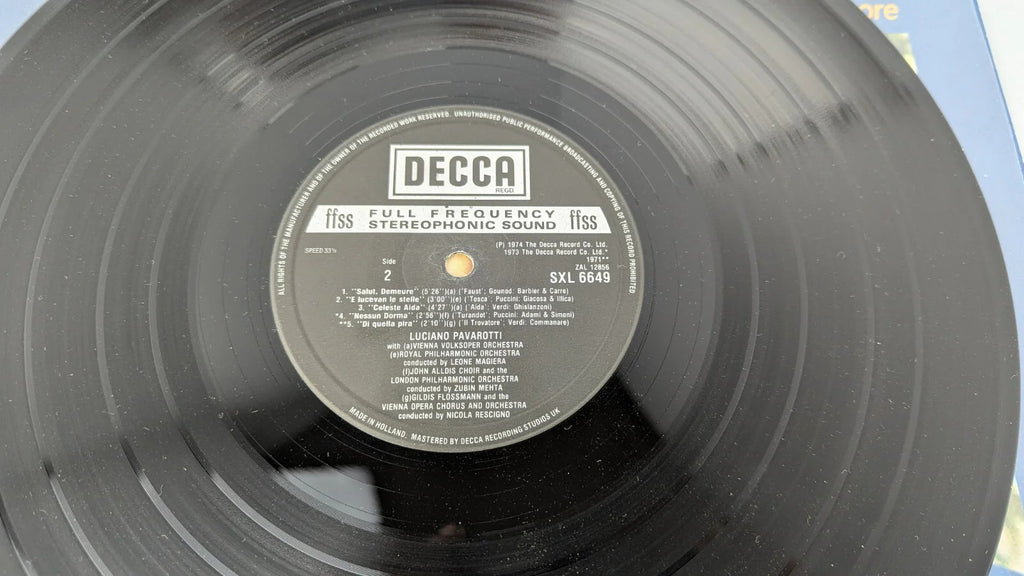 ore
ALL RIGHTS OF THE MANUFACTURER AND OF THE OWNER OF THE RECORDED WORK RESERVED. UNAUTHORISED PUBLIC PERFORMANCE BROADCASTING AND COPYING OF THIS RECORD PROHIBITED
DECCA
REGD
ffss FULL FREQUENCY STEREOPHONIC SOUND ffss
SPEED 33⅓
(P) 1974 The Decca Record Co. Ltd.
1973 The Decca Record Co. Ltd.*
1971**
ZAL 12856
SXL 6649
Side
2
1. "Salut. Demeure" (5'26")(a) ('Faust'; Gounod: Barbier & Carre)
2. "E lucevan le stelle" (3'00")(e) ('Tosca'; Puccini: Giacosa & Illica)
3. "Celeste Aida" (4'27")(a) ('Aida'; Verdi: Ghislanzoni)
*4. "Nessun Dorma" (2'56")(f) ('Turandot'; Puccini: Adami & Simoni)
**5. "Di quella pira" (2'10")(g) ('Il Trovatore'; Verdi: Commanare)
LUCIANO PAVAROTTI
with (a)VIENNA VOLKSOPER ORCHESTRA
(e)ROYAL PHILHARMONIC ORCHESTRA
conducted by LEONE MAGIERA
(f)JOHN ALLDIS CHOIR and the
LONDON PHILHARMONIC ORCHESTRA
conducted by ZUBIN MEHTA
(g)GILDIS FLOSSMANN and the
VIENNA OPERA CHORUS AND ORCHESTRA
conducted by NICOLA RESCIGNO
MADE IN HOLLAND. MASTERED BY DECCA RECORDING STUDIOS UK